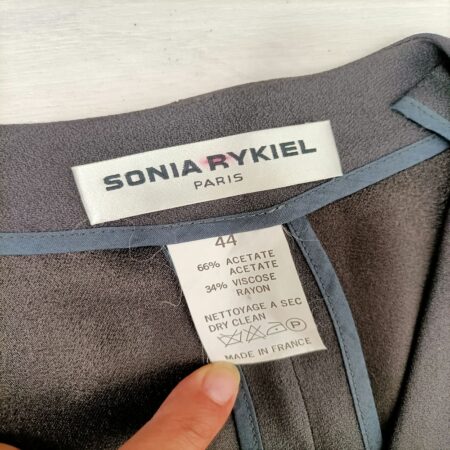 SONIA RYKIEL
PARIS
44
66% ACETATE
ACETATE
34% VISCOSE
RAYON
NETTOYAGE A SEC
DRY CLEAN
P
MADE IN FRANCE